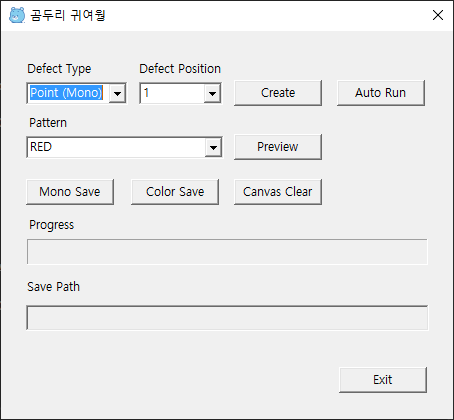 곰두리 귀여웡
Defect Type Defect Position
Point (Mono) 1 Create Auto Run
Pattern
RED Preview
Mono Save Color Save Canvas Clear
Progress
Save Path
Exit